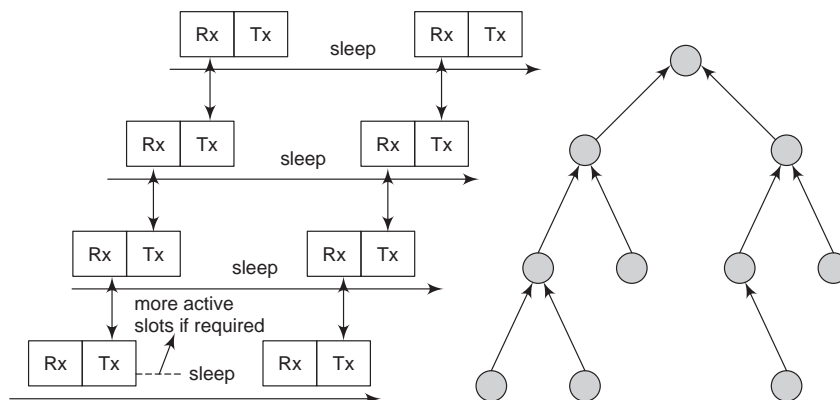 Rx Tx Rx Tx
sleep
Rx Tx Rx Tx
sleep
Rx Tx Rx Tx
sleep
more active
slots if required
Rx Tx Rx Tx
sleep